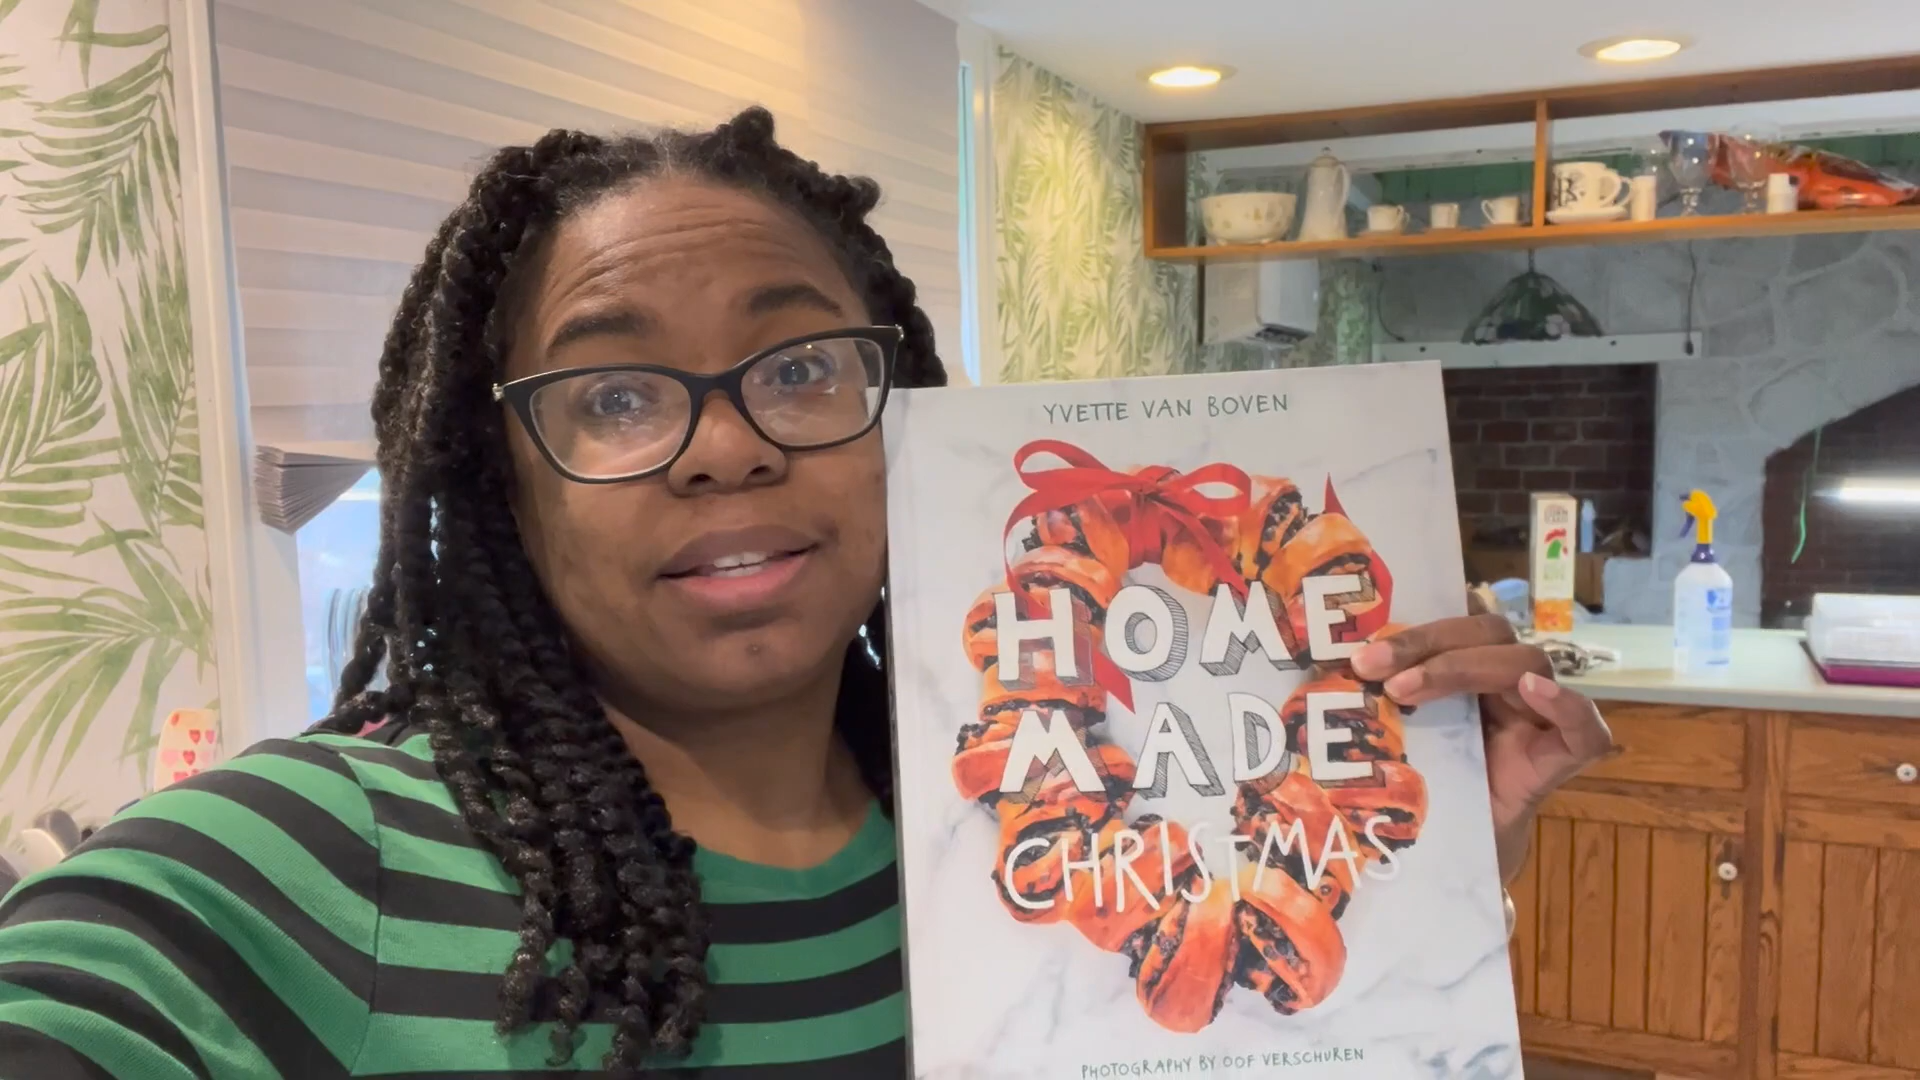 YVETTE VAN BOVEN
HOME
MADE
CHRISTMAS
PHOTOGRAPHY BY OOF VERSCHUREN